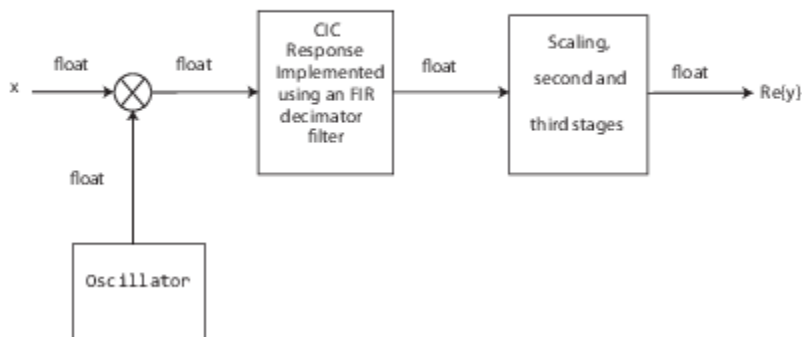 x
float
float
CIC
Response
Implemented
using an FIR
decimator
filter
float
Scaling,
second and
third stages
float
Re{y}
float
Oscillator